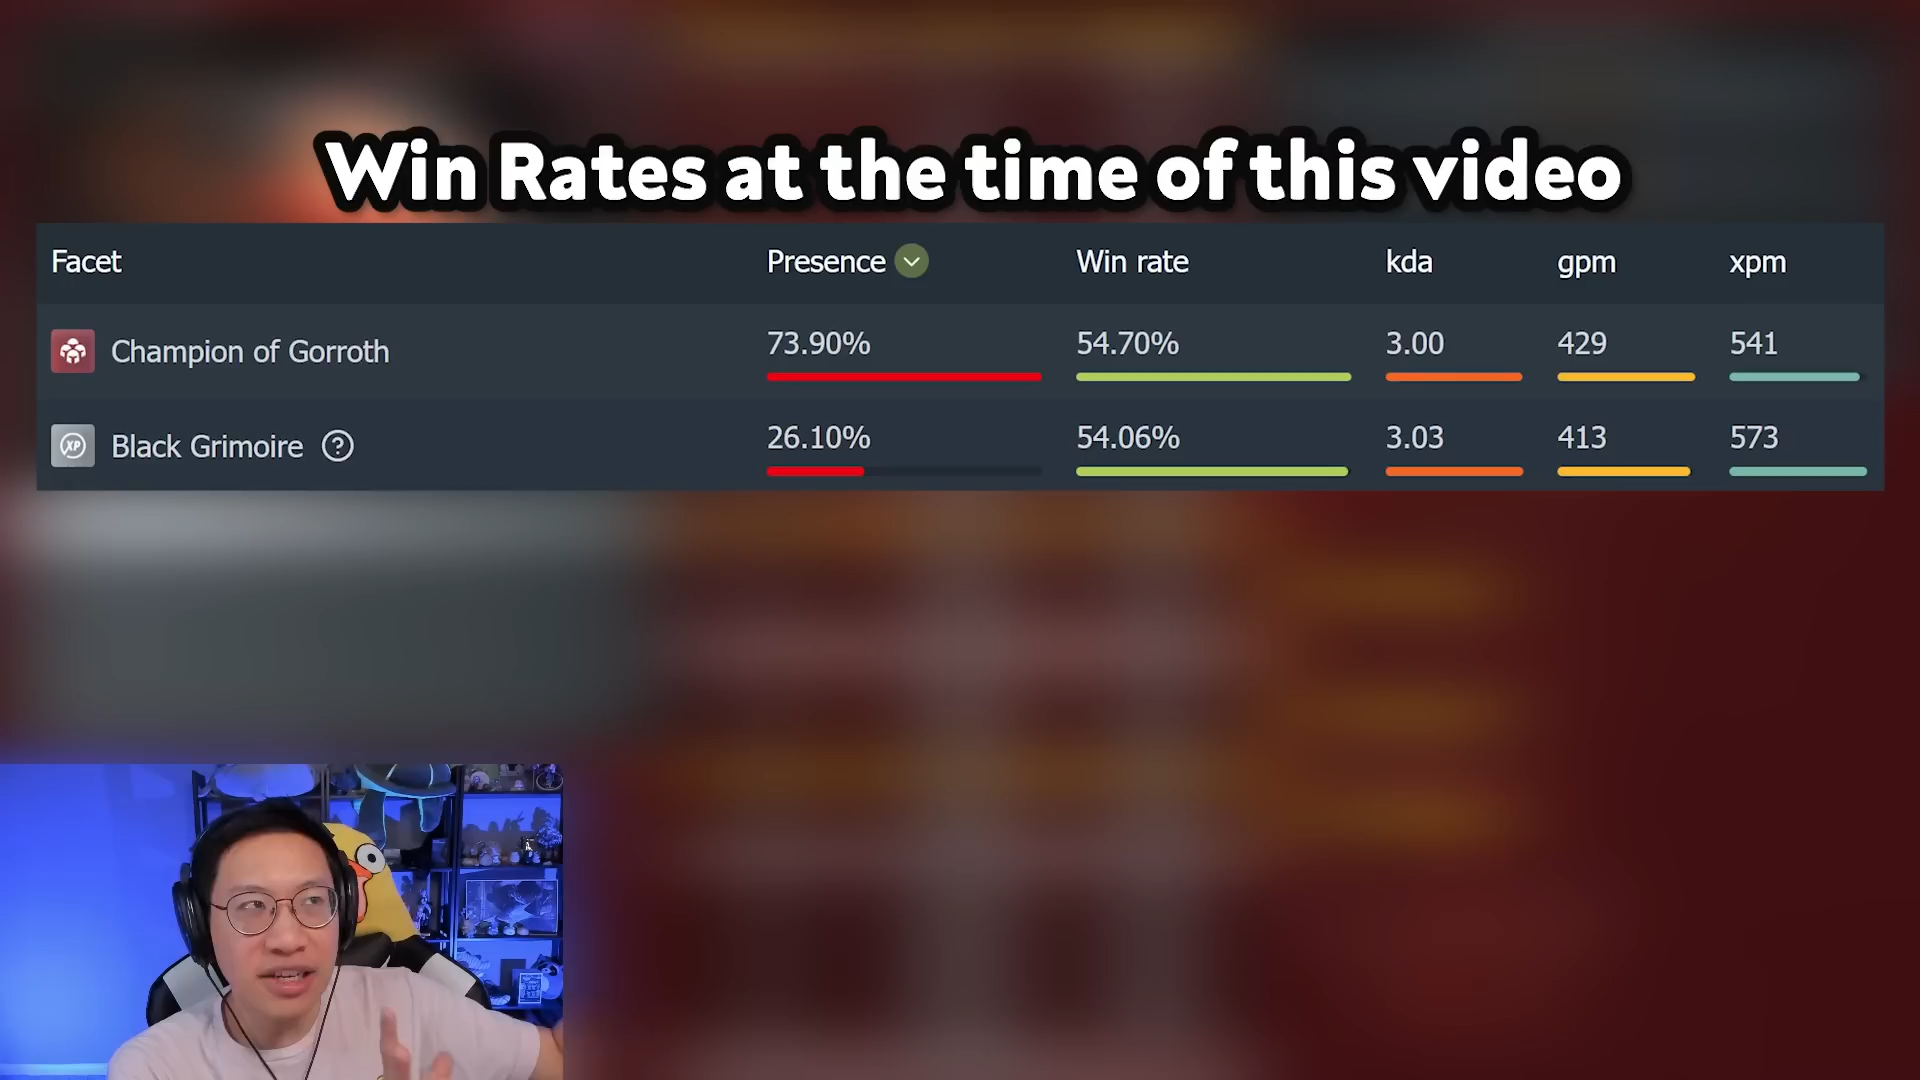 Win Rates at the time of this video
Facet Presence Win rate kda gpm xpm
Champion of Gorroth 73.90% 54.70% 3.00 429 541
XP Black Grimoire ? 26.10% 54.06% 3.03 413 573